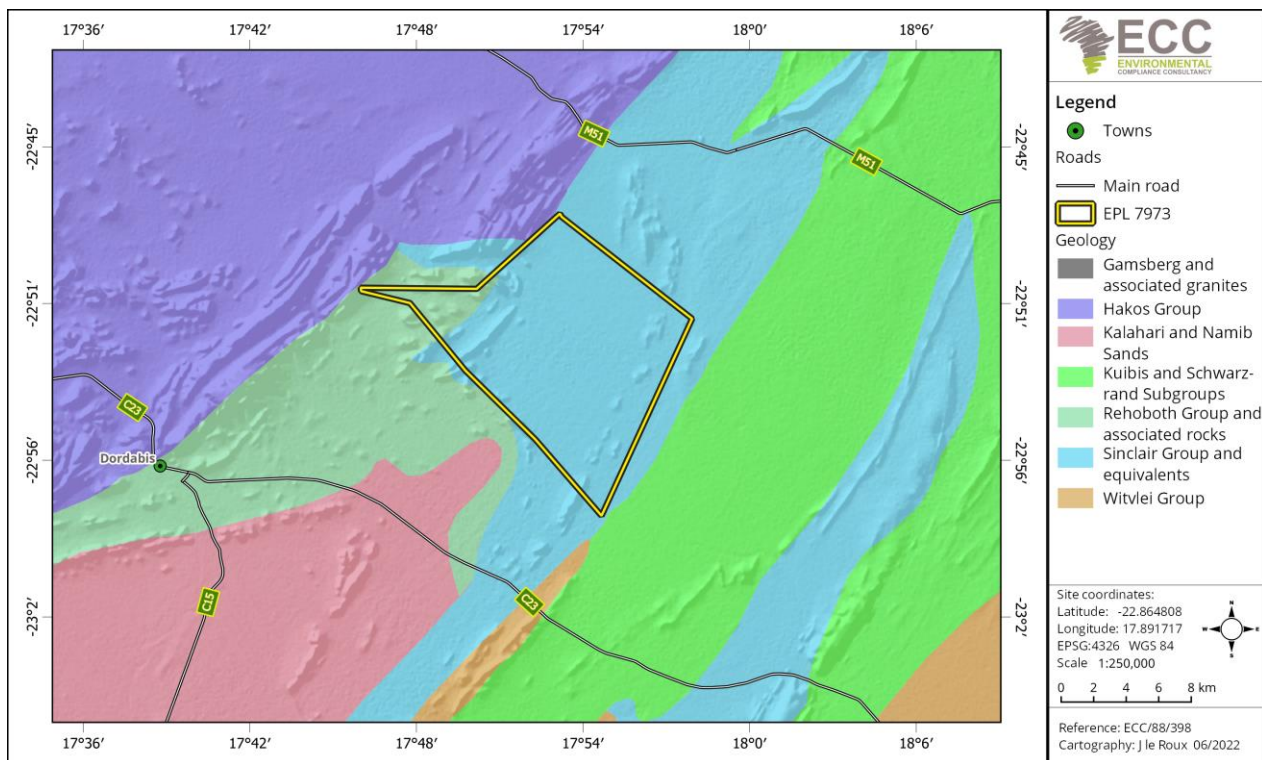 17°36′ 17°42′ 17°48′ 17°54′ 18°0′ 18°6′
-22°45′ -22°45′
-22°51′ -22°51′
-22°56′ -22°56′
-23°2′ -23°2′
M51
M51
C23
Dordabis
C15
C23
17°36′ 17°42′ 17°48′ 17°54′ 18°0′ 18°6′
ECC
ENVIRONMENTAL
COMPLIANCE CONSULTANCY
Legend
Towns
Roads
Main road
EPL 7973
Geology
Gamsberg and
associated granites
Hakos Group
Kalahari and Namib
Sands
Kuibis and Schwarz-
rand Subgroups
Rehoboth Group and
associated rocks
Sinclair Group and
equivalents
Witvlei Group
Site coordinates:
Latitude: -22.864808
Longitude: 17.891717
EPSG:4326 WGS 84
Scale 1:250,000
N
W E
S
0 2 4 6 8 km
Reference: ECC/88/398
Cartography: J le Roux 06/2022